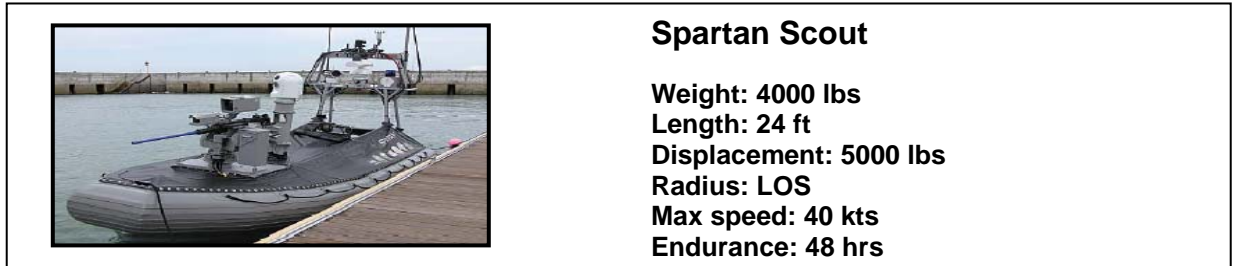 Spartan Scout
Weight: 4000 lbs
Length: 24 ft
Displacement: 5000 lbs
Radius: LOS
Max speed: 40 kts
Endurance: 48 hrs